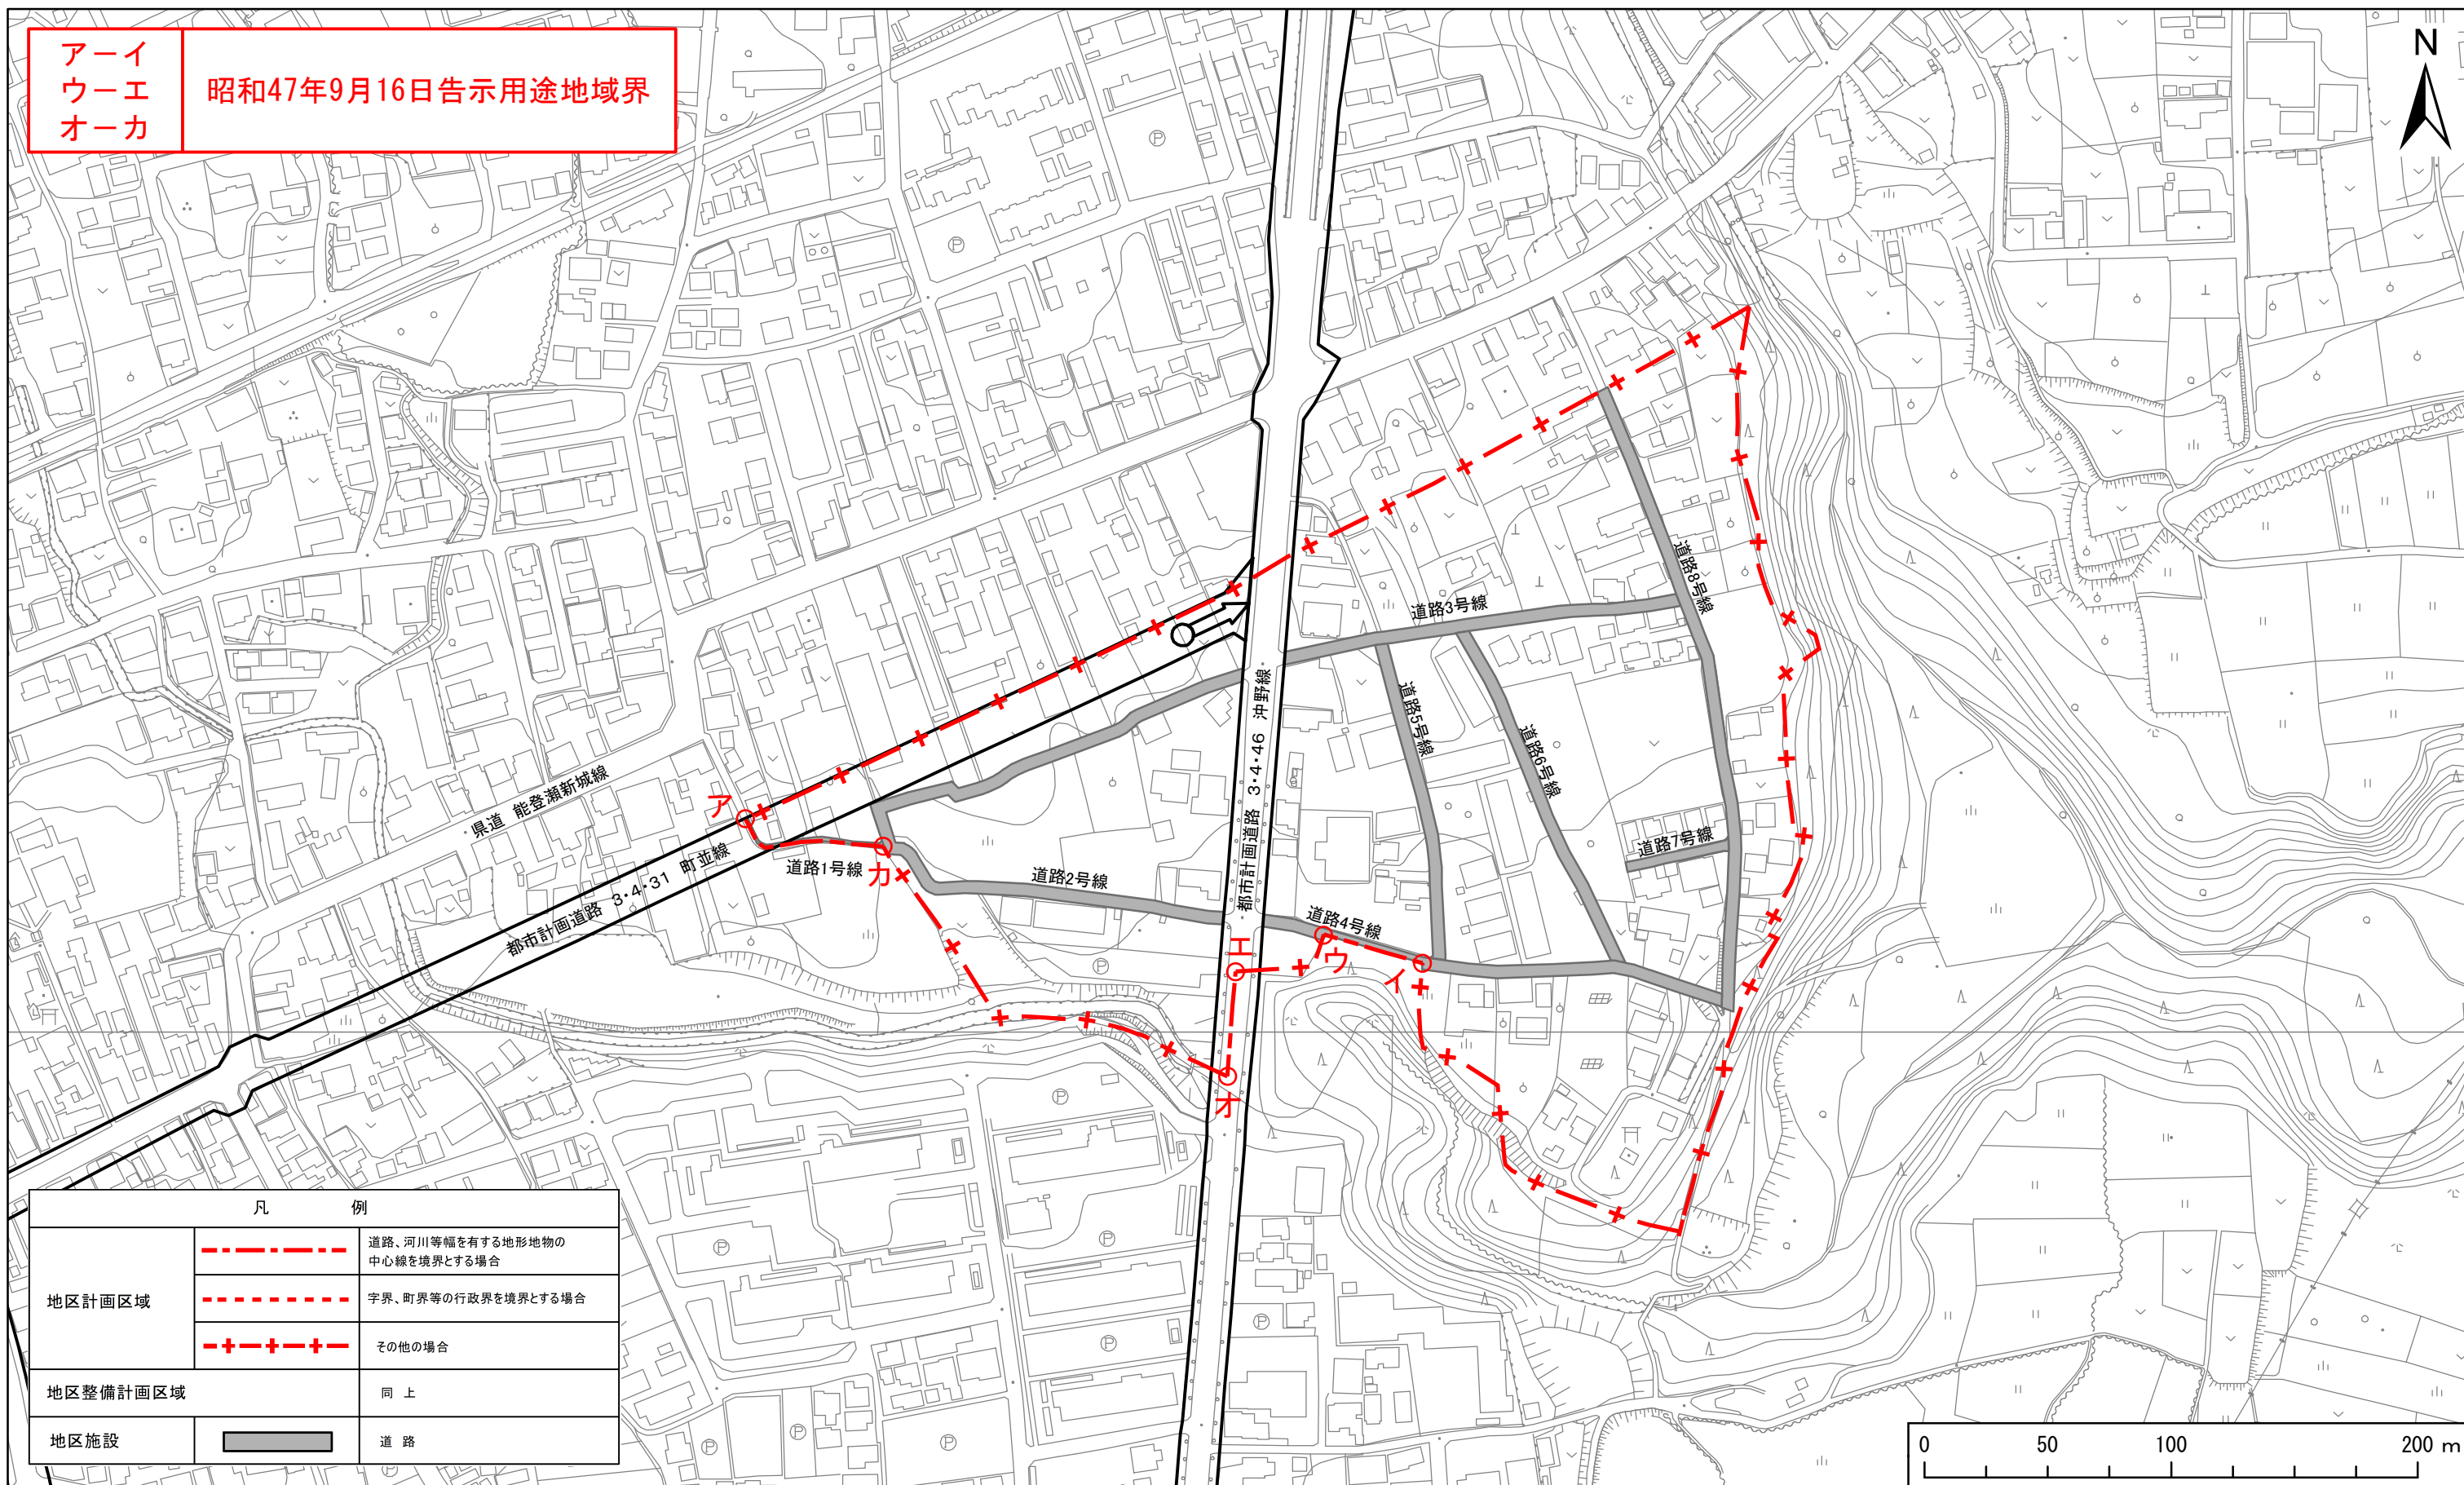 アーイ
ウーエ
オーカ
昭和47年9月16日告示用途地域界
N
道路8号線
道路3号線
道路5号線
道路6号線
都市計画道路 3・4・46 沖野線
県道 能登瀬新城線
ア
都市計画道路 3・4・31 町並線
道路1号線
カ
道路2号線
道路7号線
道路4号線
エ
ウ
イ
オ
凡 例
地区計画区域
道路、河川等幅を有する地形地物の
中心線を境界とする場合
字界、町界等の行政界を境界とする場合
その他の場合
地区整備計画区域
同 上
地区施設
道 路
0 50 100 200 m